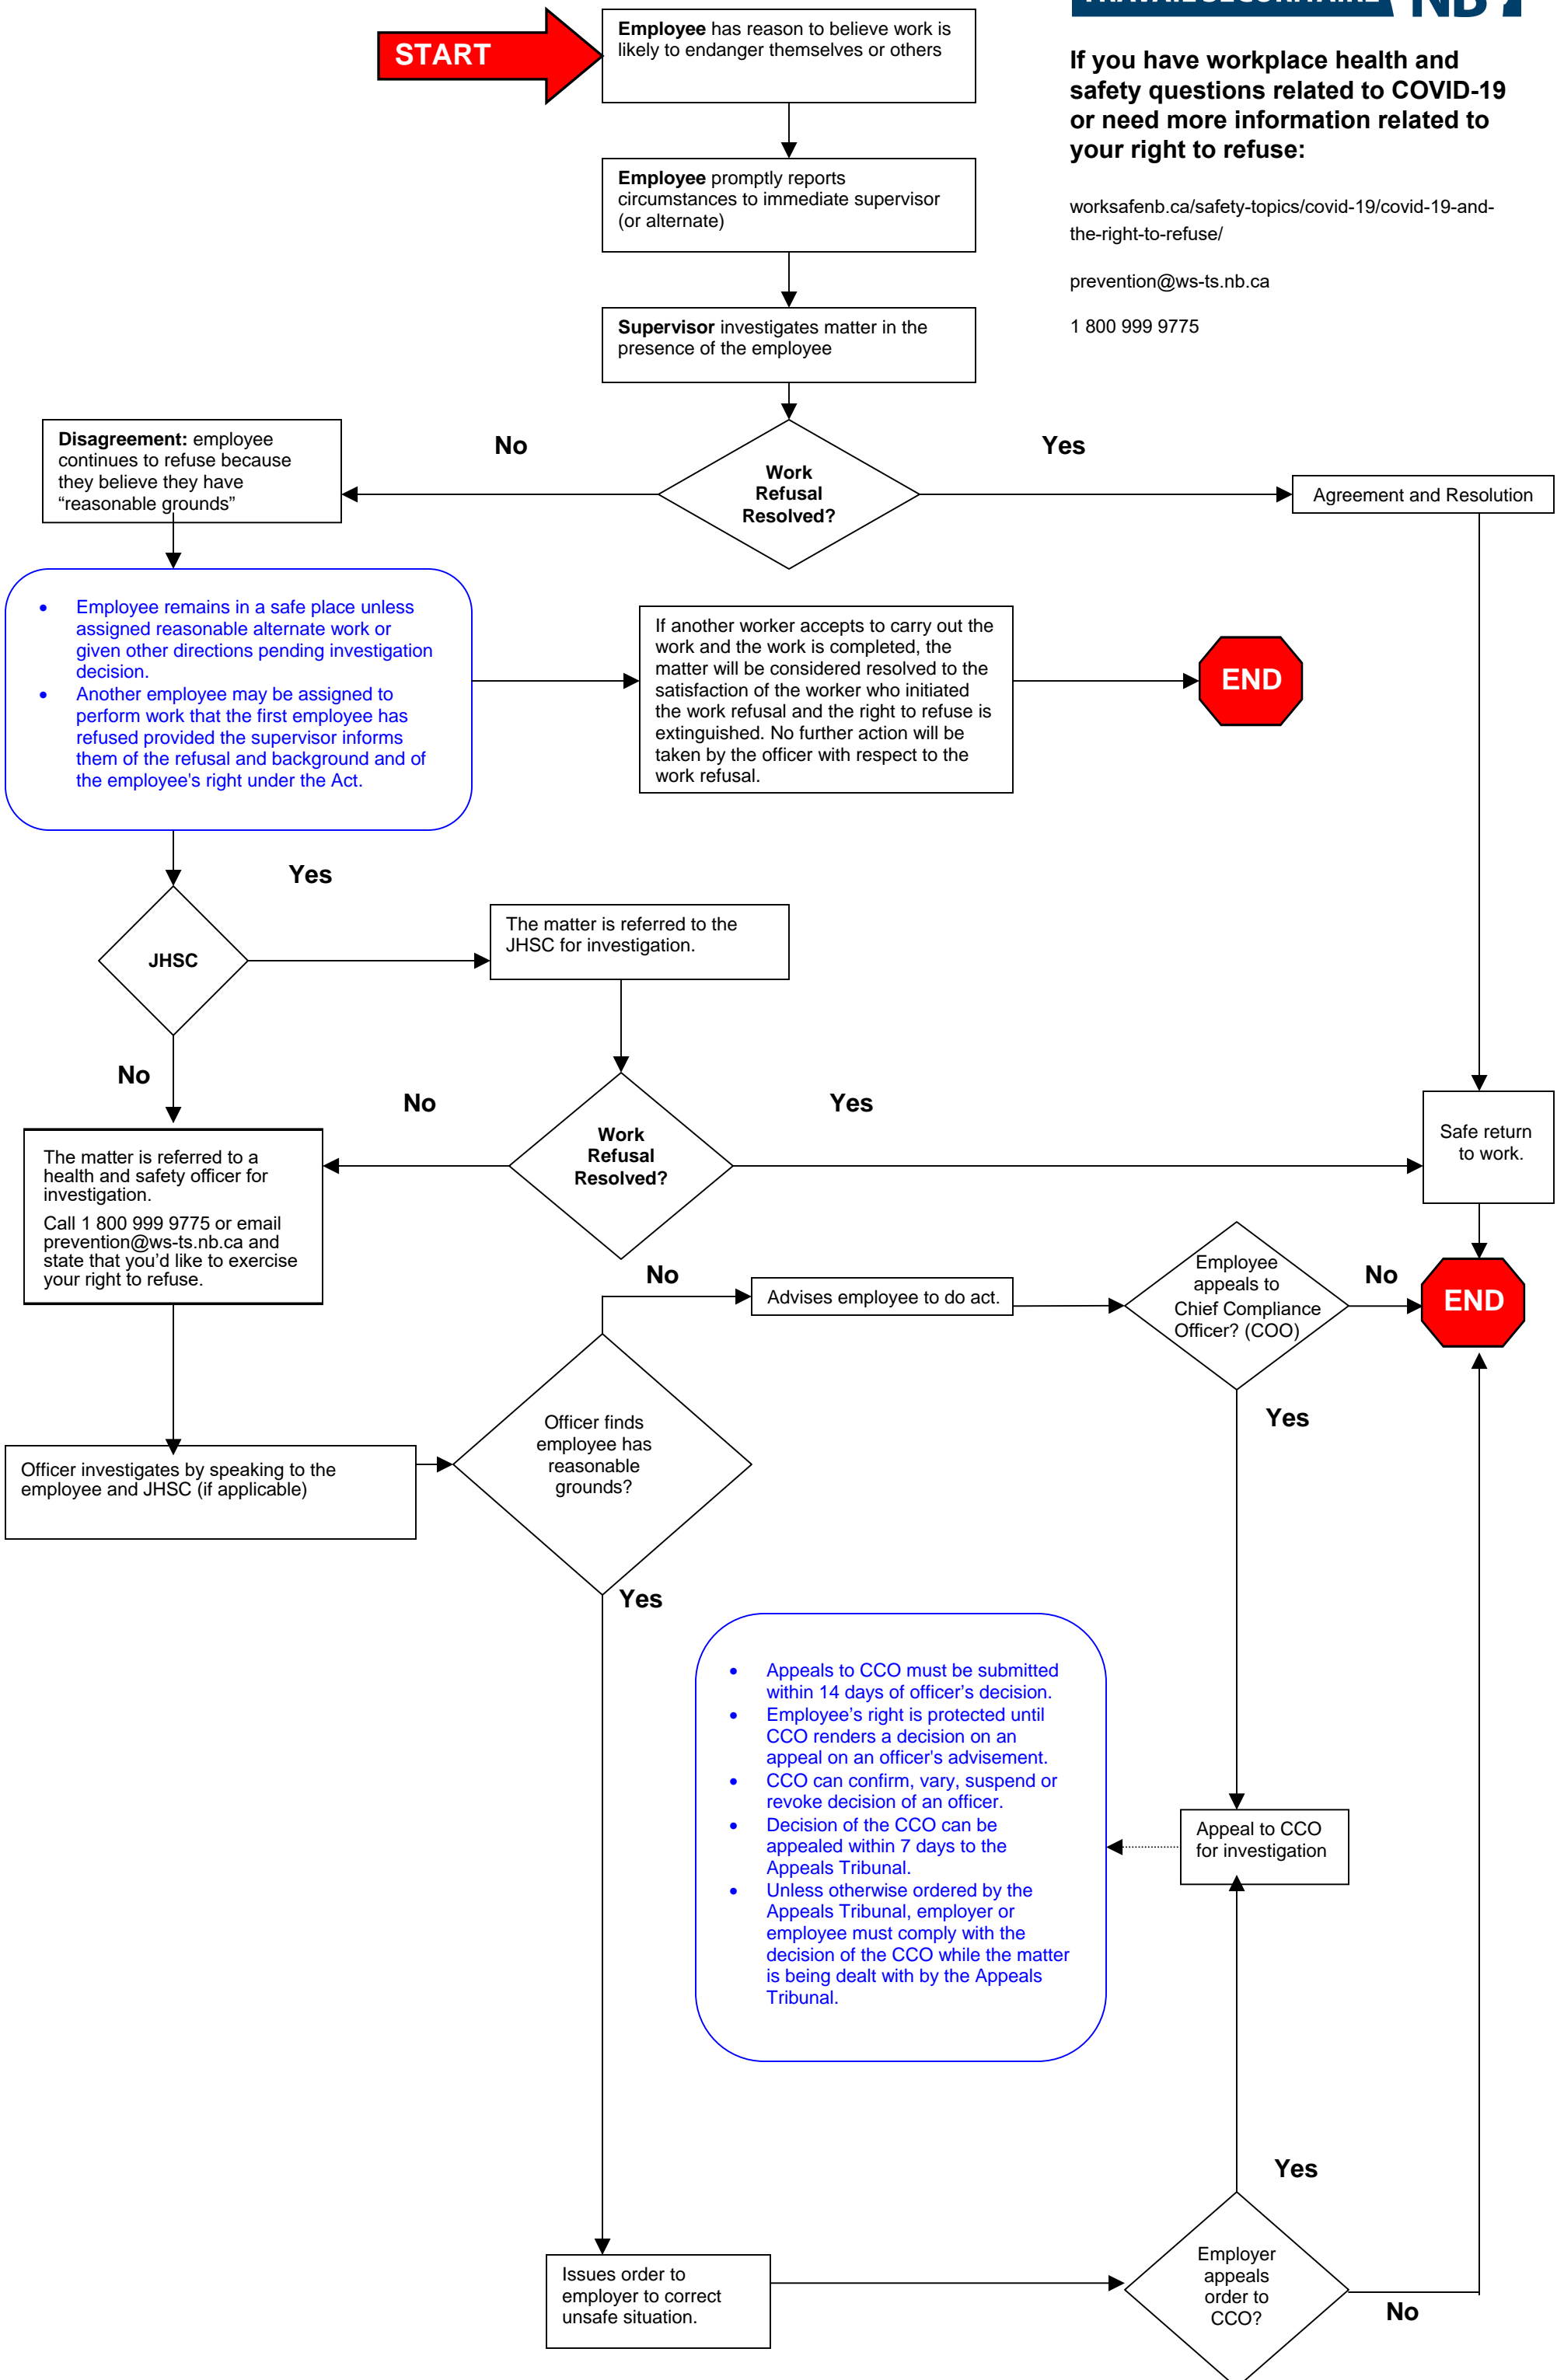 TRAVAIL SÉCURITAIRE NB
START
Employee has reason to believe work is
likely to endanger themselves or others
If you have workplace health and
safety questions related to COVID-19
or need more information related to
your right to refuse:
worksafenb.ca/safety-topics/covid-19/covid-19-and-
the-right-to-refuse/
prevention@ws-ts.nb.ca
1 800 999 9775
Employee promptly reports
circumstances to immediate supervisor
(or alternate)
Supervisor investigates matter in the
presence of the employee
Disagreement: employee
continues to refuse because
they believe they have
“reasonable grounds”
No
Work
Refusal
Resolved?
Yes
Agreement and Resolution
• Employee remains in a safe place unless
assigned reasonable alternate work or
given other directions pending investigation
decision.
• Another employee may be assigned to
perform work that the first employee has
refused provided the supervisor informs
them of the refusal and background and of
the employee's right under the Act.
If another worker accepts to carry out the
work and the work is completed, the
matter will be considered resolved to the
satisfaction of the worker who initiated
the work refusal and the right to refuse is
extinguished. No further action will be
taken by the officer with respect to the
work refusal.
END
Yes
JHSC
The matter is referred to the
JHSC for investigation.
No
No
Work
Refusal
Resolved?
Yes
Safe return
to work.
The matter is referred to a
health and safety officer for
investigation.
Call 1 800 999 9775 or email
prevention@ws-ts.nb.ca and
state that you’d like to exercise
your right to refuse.
No
Advises employee to do act.
Employee
appeals to
Chief Compliance
Officer? (COO)
No
END
Yes
Officer investigates by speaking to the
employee and JHSC (if applicable)
Officer finds
employee has
reasonable
grounds?
Yes
• Appeals to CCO must be submitted
within 14 days of officer’s decision.
• Employee’s right is protected until
CCO renders a decision on an
appeal on an officer's advisement.
• CCO can confirm, vary, suspend or
revoke decision of an officer.
• Decision of the CCO can be
appealed within 7 days to the
Appeals Tribunal.
• Unless otherwise ordered by the
Appeals Tribunal, employer or
employee must comply with the
decision of the CCO while the matter
is being dealt with by the Appeals
Tribunal.
Appeal to CCO
for investigation
Yes
Issues order to
employer to correct
unsafe situation.
Employer
appeals
order to
CCO?
No